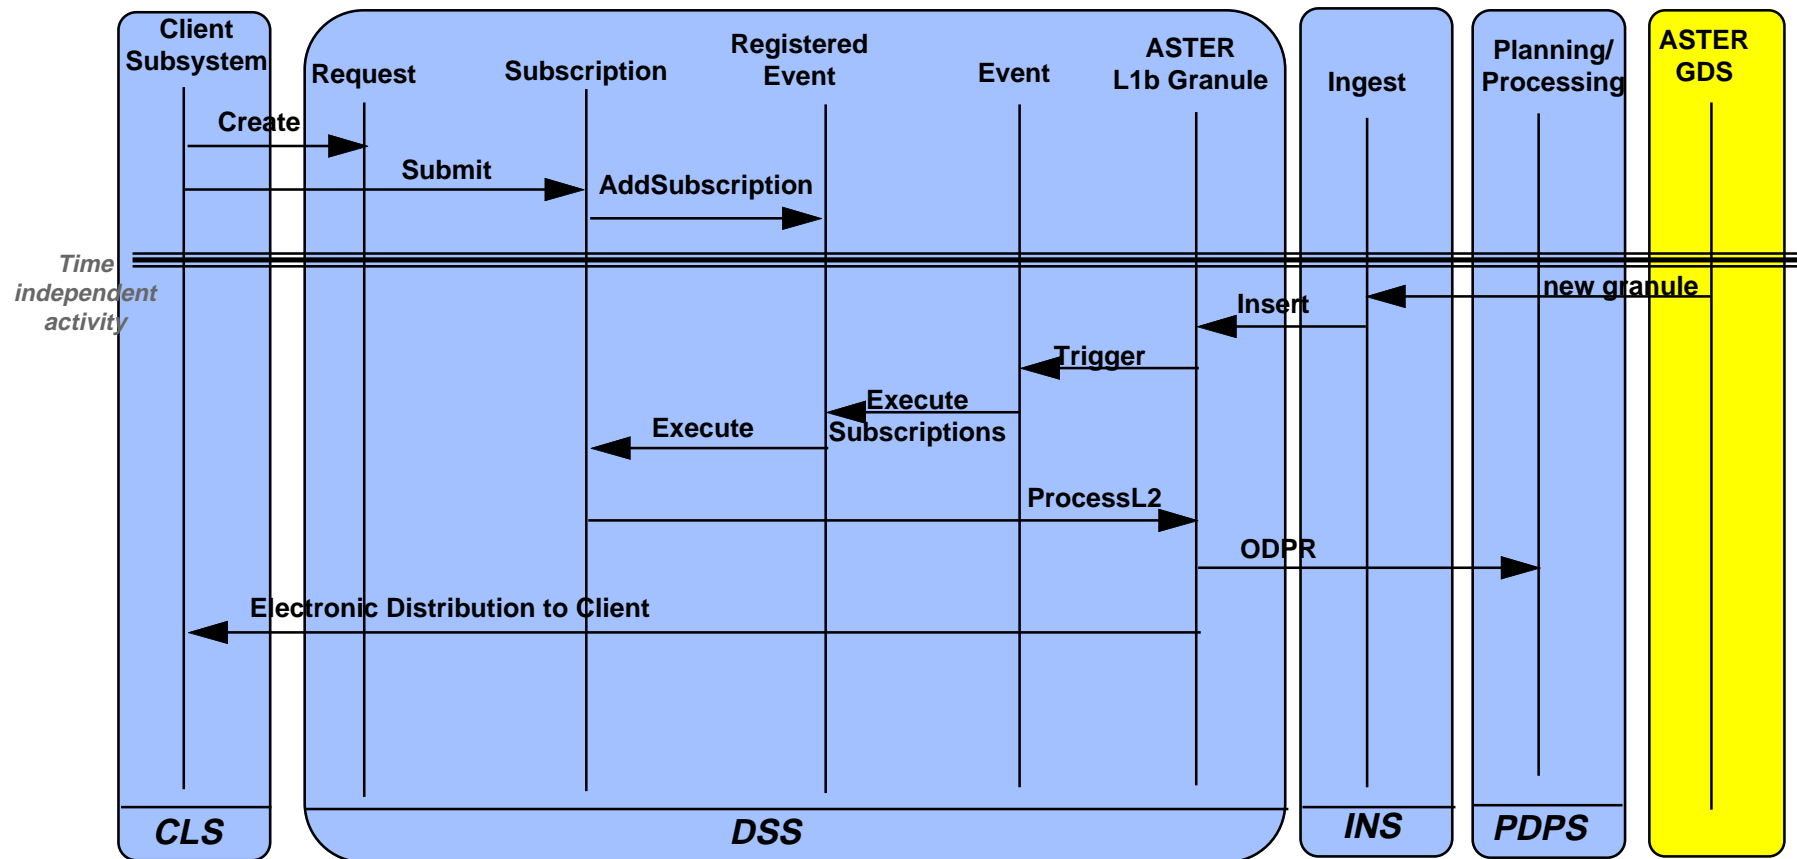 Client
Subsystem
Request
Subscription
Registered
Event
Event
ASTER
L1b Granule
Ingest
Planning/
Processing
ASTER
GDS
Create
Submit
AddSubscription
Time
independent
activity
new granule
Insert
Trigger
Execute
Subscriptions
Execute
ProcessL2
ODPR
Electronic Distribution to Client
CLS
DSS
INS
PDPS